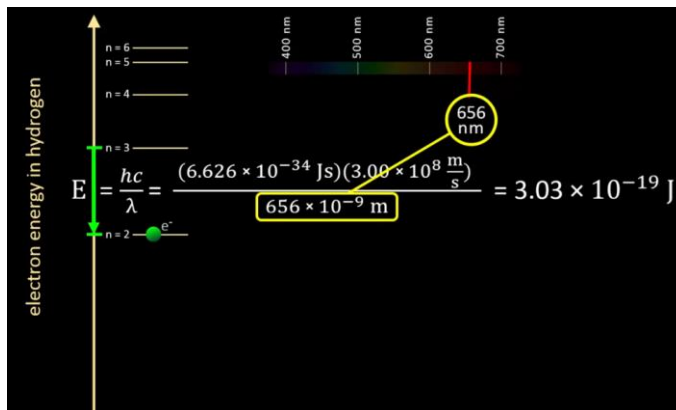 400 nm
500 nm
600 nm
700 nm
n = 6
n = 5
n = 4
656
nm
n = 3
E = hc/λ = (6.626 × 10⁻³⁴ Js)(3.00 × 10⁸ m/s) / 656 × 10⁻⁹ m = 3.03 × 10⁻¹⁹ J
n = 2
e⁻
electron energy in hydrogen